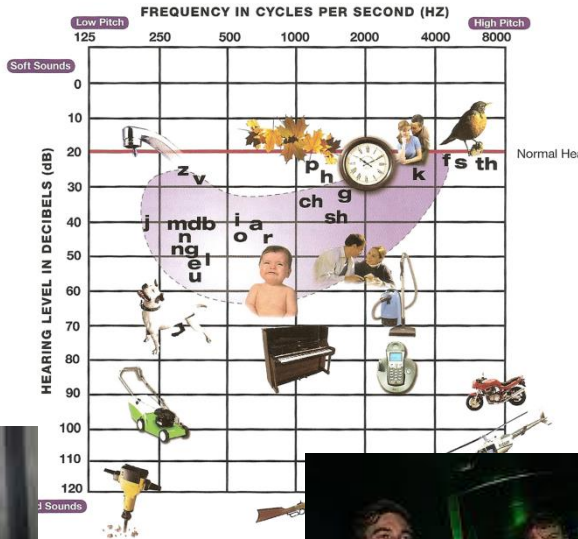 FREQUENCY IN CYCLES PER SECOND (HZ)
Low Pitch
High Pitch
125 250 500 1000 2000 4000 8000
Soft Sounds
HEARING LEVEL IN DECIBELS (dB)
0
10
20
Normal Hea
30
40
50
60
70
80
90
100
110
120
z
v
p
h
k
f s th
g
ch
sh
j
m d b
i
a
n
o
r
ng
e l
u
d Sounds